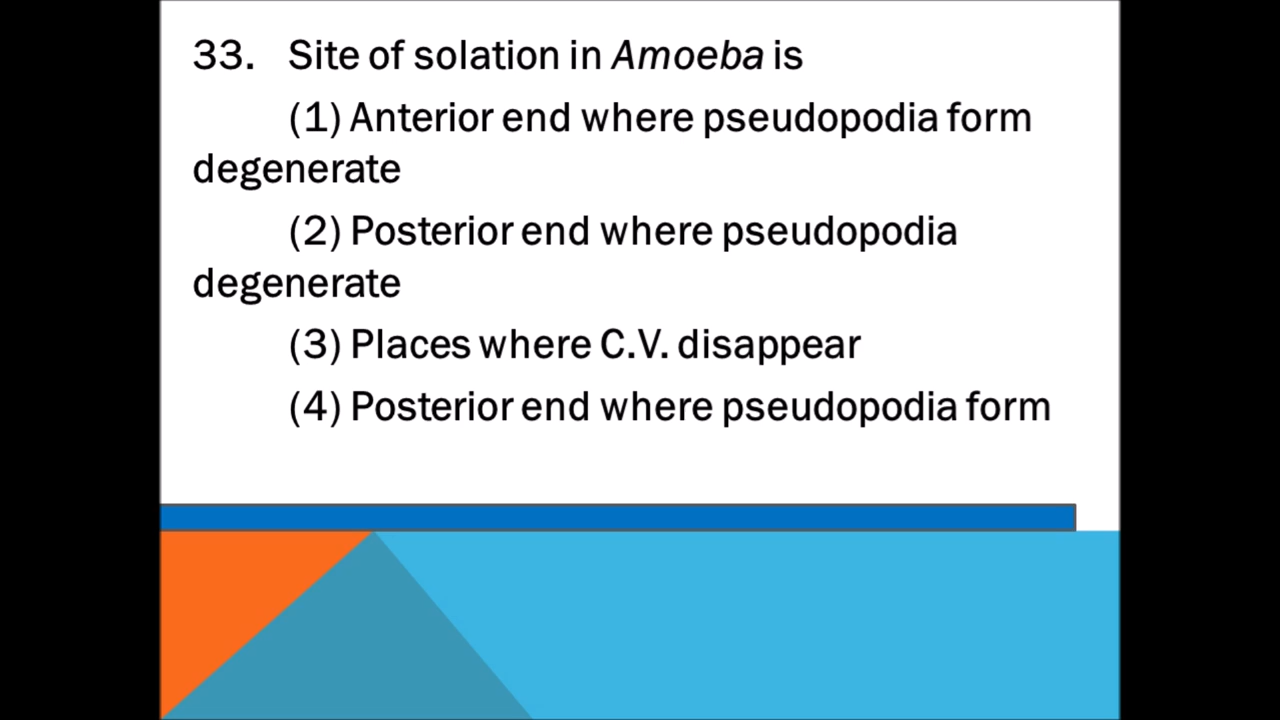 33. Site of solation in Amoeba is
(1) Anterior end where pseudopodia form
degenerate
(2) Posterior end where pseudopodia
degenerate
(3) Places where C.V. disappear
(4) Posterior end where pseudopodia form